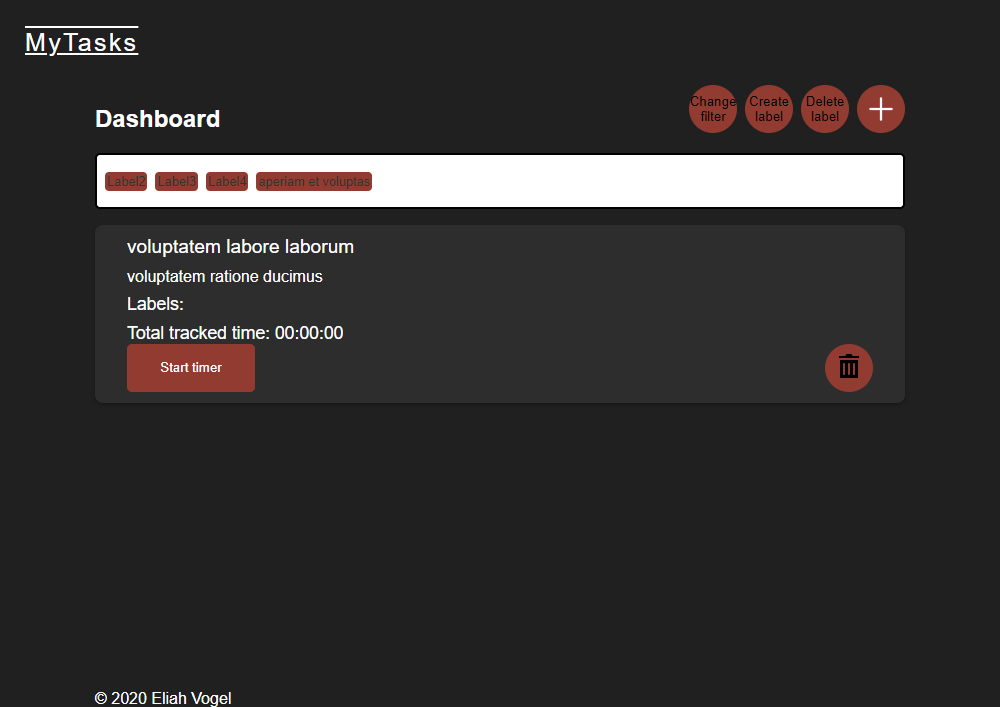 MyTasks
Dashboard
Change
filter
Create
label
Delete
label
Label2 Label3 Label4 aperiam et voluptas
voluptatem labore laborum
voluptatem ratione ducimus
Labels:
Total tracked time: 00:00:00
Start timer
© 2020 Eliah Vogel